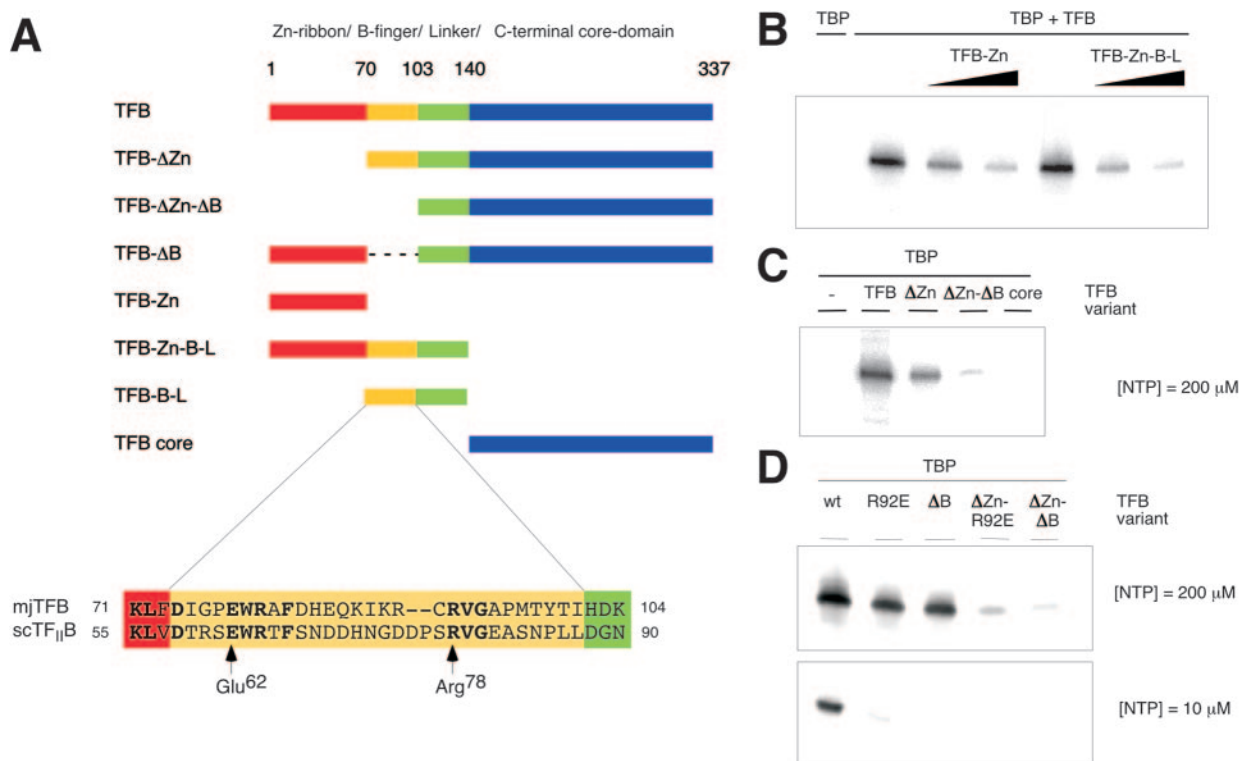 A
Zn-ribbon/ B-finger/ Linker/ C-terminal core-domain
1 70 103 140 337
TFB
TFB-ΔZn
TFB-ΔZn-ΔB
TFB-ΔB
TFB-Zn
TFB-Zn-B-L
TFB-B-L
TFB core
mjTFB 71 KLFDIGPEWRAFDHEQKIKR--CRVGAPMTYTIHDK 104
scTFIIB 55 KLVDTRSEWRTFSNDDHNGDDPSRVGEASNPLLDGN 90
Glu62 Arg78
B
TBP TBP + TFB
TFB-Zn TFB-Zn-B-L
C
TBP
- TFB ΔZn ΔZn-ΔB core TFB
variant
[NTP] = 200 μM
D
TBP
wt R92E ΔB ΔZn- ΔZn- TFB
R92E ΔB variant
[NTP] = 200 μM
[NTP] = 10 μM